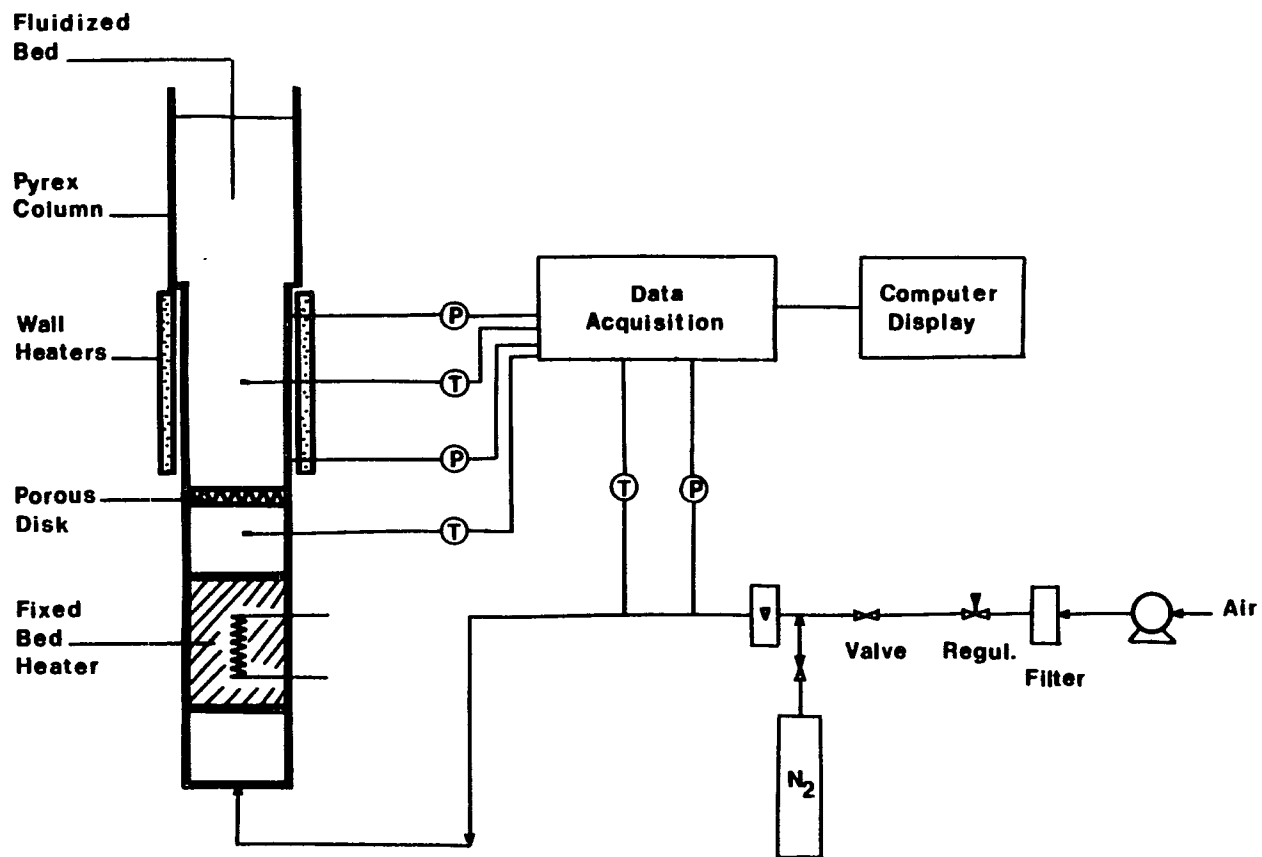 Fluidized
Bed
Pyrex
Column
Wall
Heaters
Porous
Disk
Fixed
Bed
Heater
P
T
P
T
Data
Acquisition
Computer
Display
T
P
Valve
Regul.
Filter
Air
N2